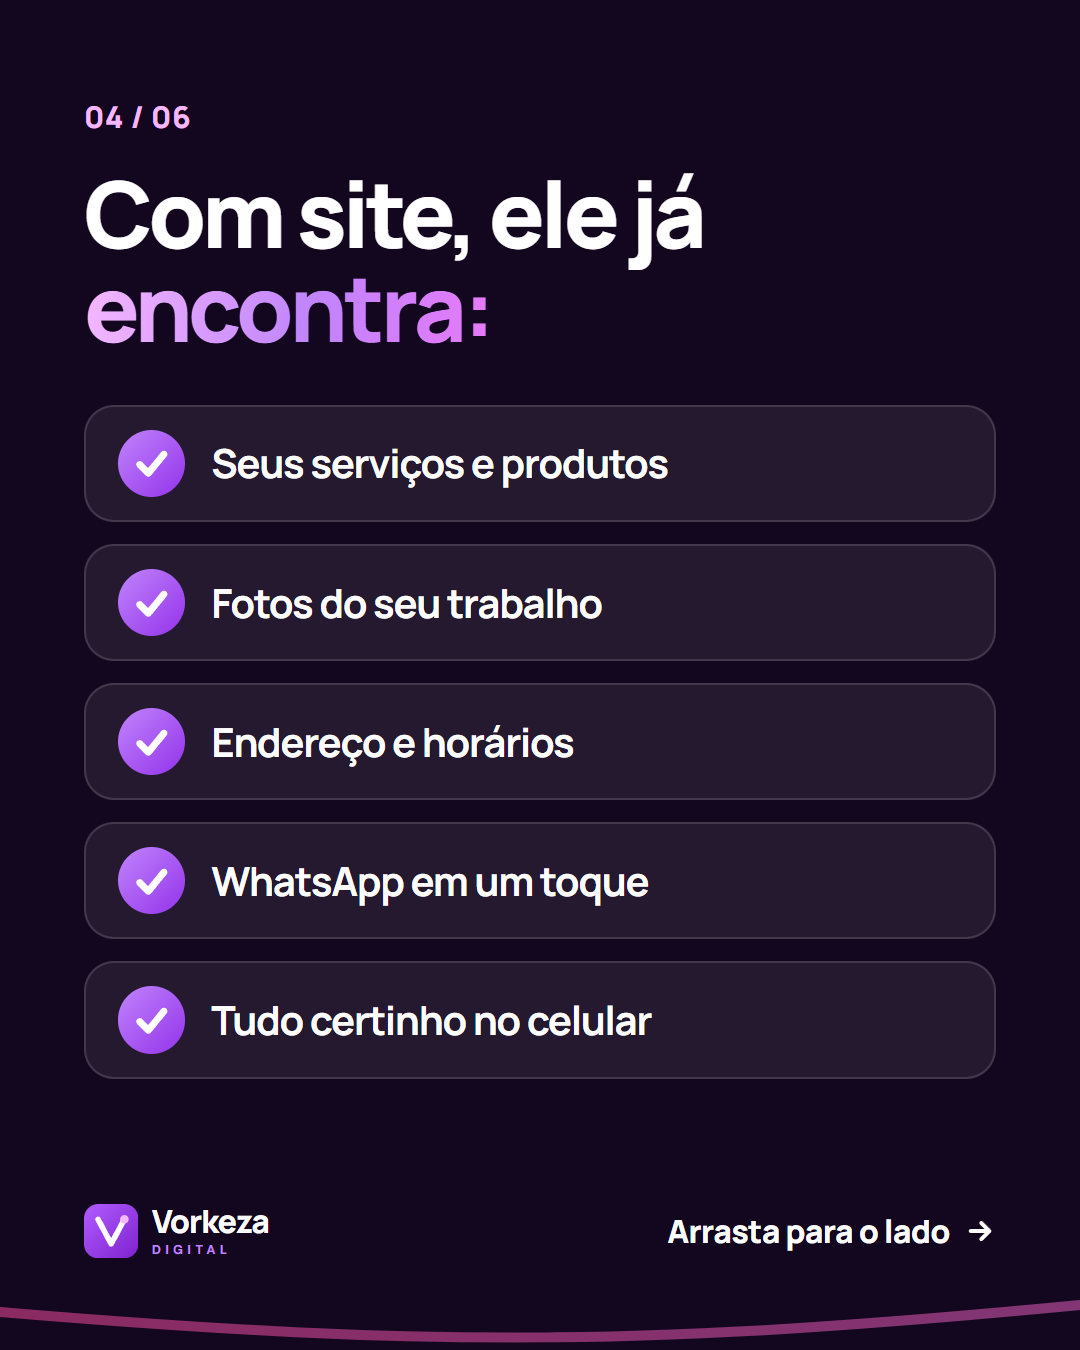 04 / 06
Com site, ele já
encontra:
Seus serviços e produtos
Fotos do seu trabalho
Endereço e horários
WhatsApp em um toque
Tudo certinho no celular
Vorkeza
DIGITAL
Arrasta para o lado →